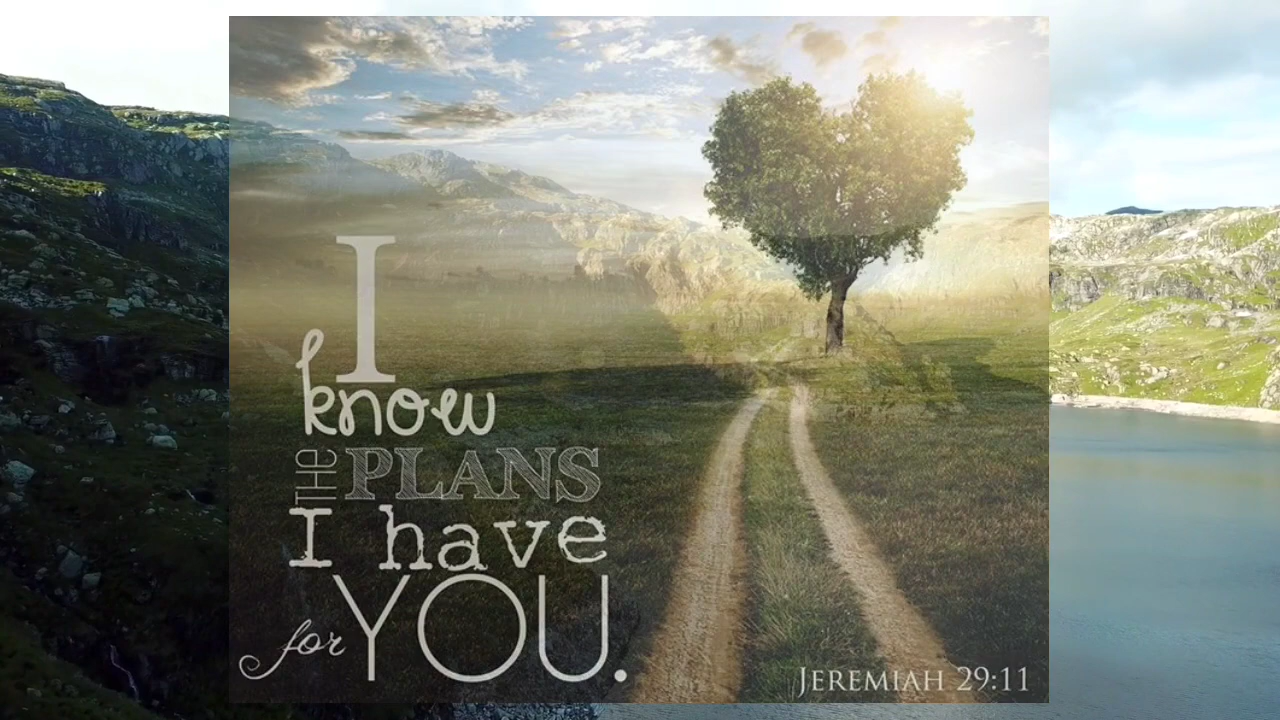 I
know
THE PLANS
I have
for YOU.
JEREMIAH 29:11